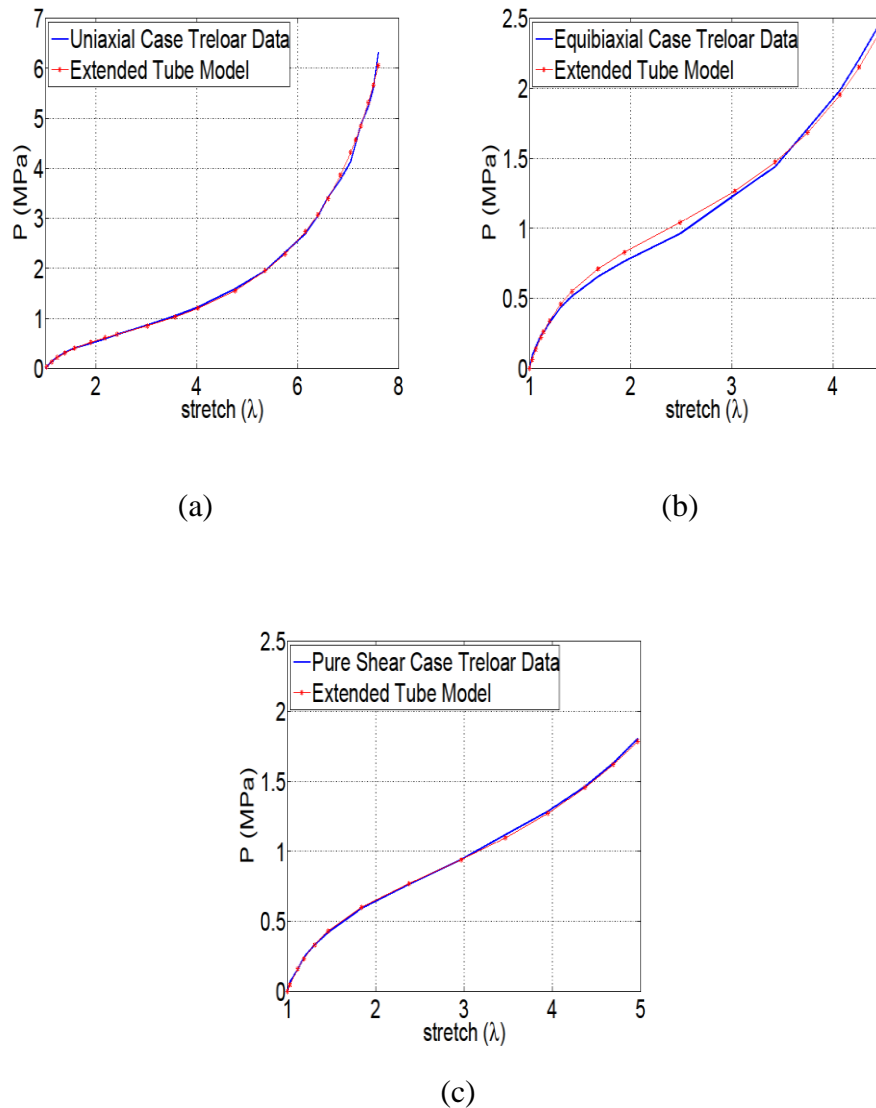 7
6
5
4
3
2
1
0
P (MPa)
Uniaxial Case Treloar Data
Extended Tube Model
2 4 6 8
stretch (λ)
(a)
2.5
2
1.5
1
0.5
0
P (MPa)
Equibiaxial Case Treloar Data
Extended Tube Model
1 2 3 4
stretch (λ)
(b)
2.5
2
1.5
1
0.5
0
P (MPa)
Pure Shear Case Treloar Data
Extended Tube Model
1 2 3 4 5
stretch (λ)
(c)